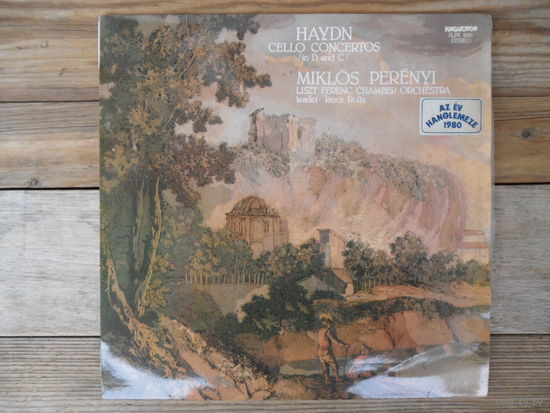 HAYDN
CELLO CONCERTOS
/in D and C/
MIKLÓS PERÉNYI
LISZT FERENC CHAMBER ORCHESTRA
leader: János Rolla
HUNGAROTON
STEREO
AZ ÉV
HANGLEMEZE
1980